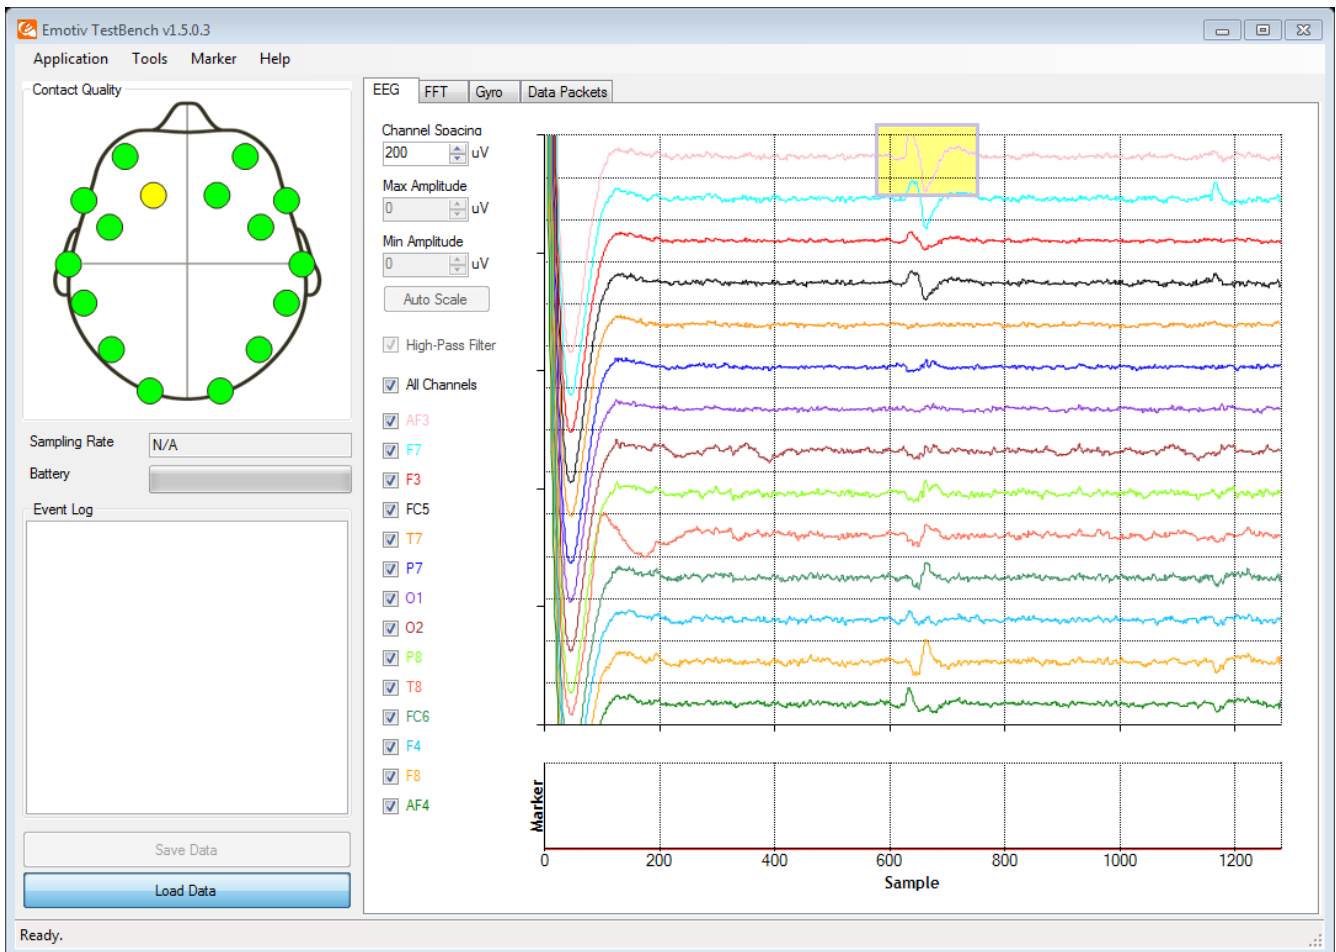 Emotiv TestBench v1.5.0.3
Application Tools Marker Help
Contact Quality
EEG FFT Gyro Data Packets
Channel Spacing
200 uV
Max Amplitude
0 uV
Min Amplitude
0 uV
Auto Scale
High-Pass Filter
All Channels
AF3
F7
F3
FC5
T7
P7
O1
O2
P8
T8
FC6
F4
F8
AF4
Sampling Rate N/A
Battery
Event Log
Save Data
Load Data
Marker
0 200 400 600 800 1000 1200
Sample
Ready.